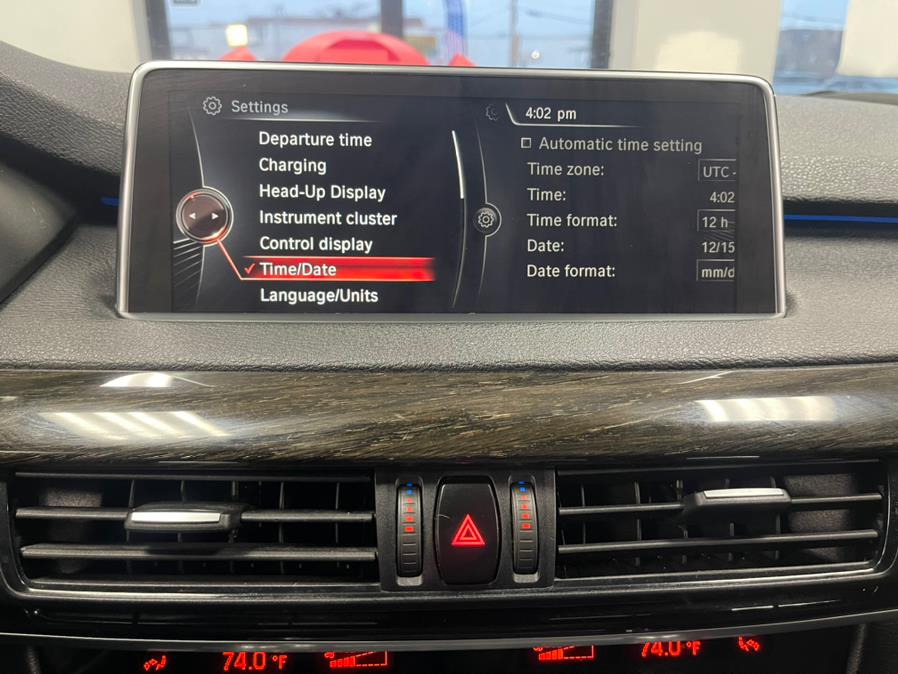 Settings
Departure time
Charging
Head-Up Display
Instrument cluster
Control display
Time/Date
Language/Units
4:02 pm
Automatic time setting
Time zone: UTC -
Time: 4:02
Time format: 12 h
Date: 12/15
Date format: mm/d
74.0 °F
74.0 °F